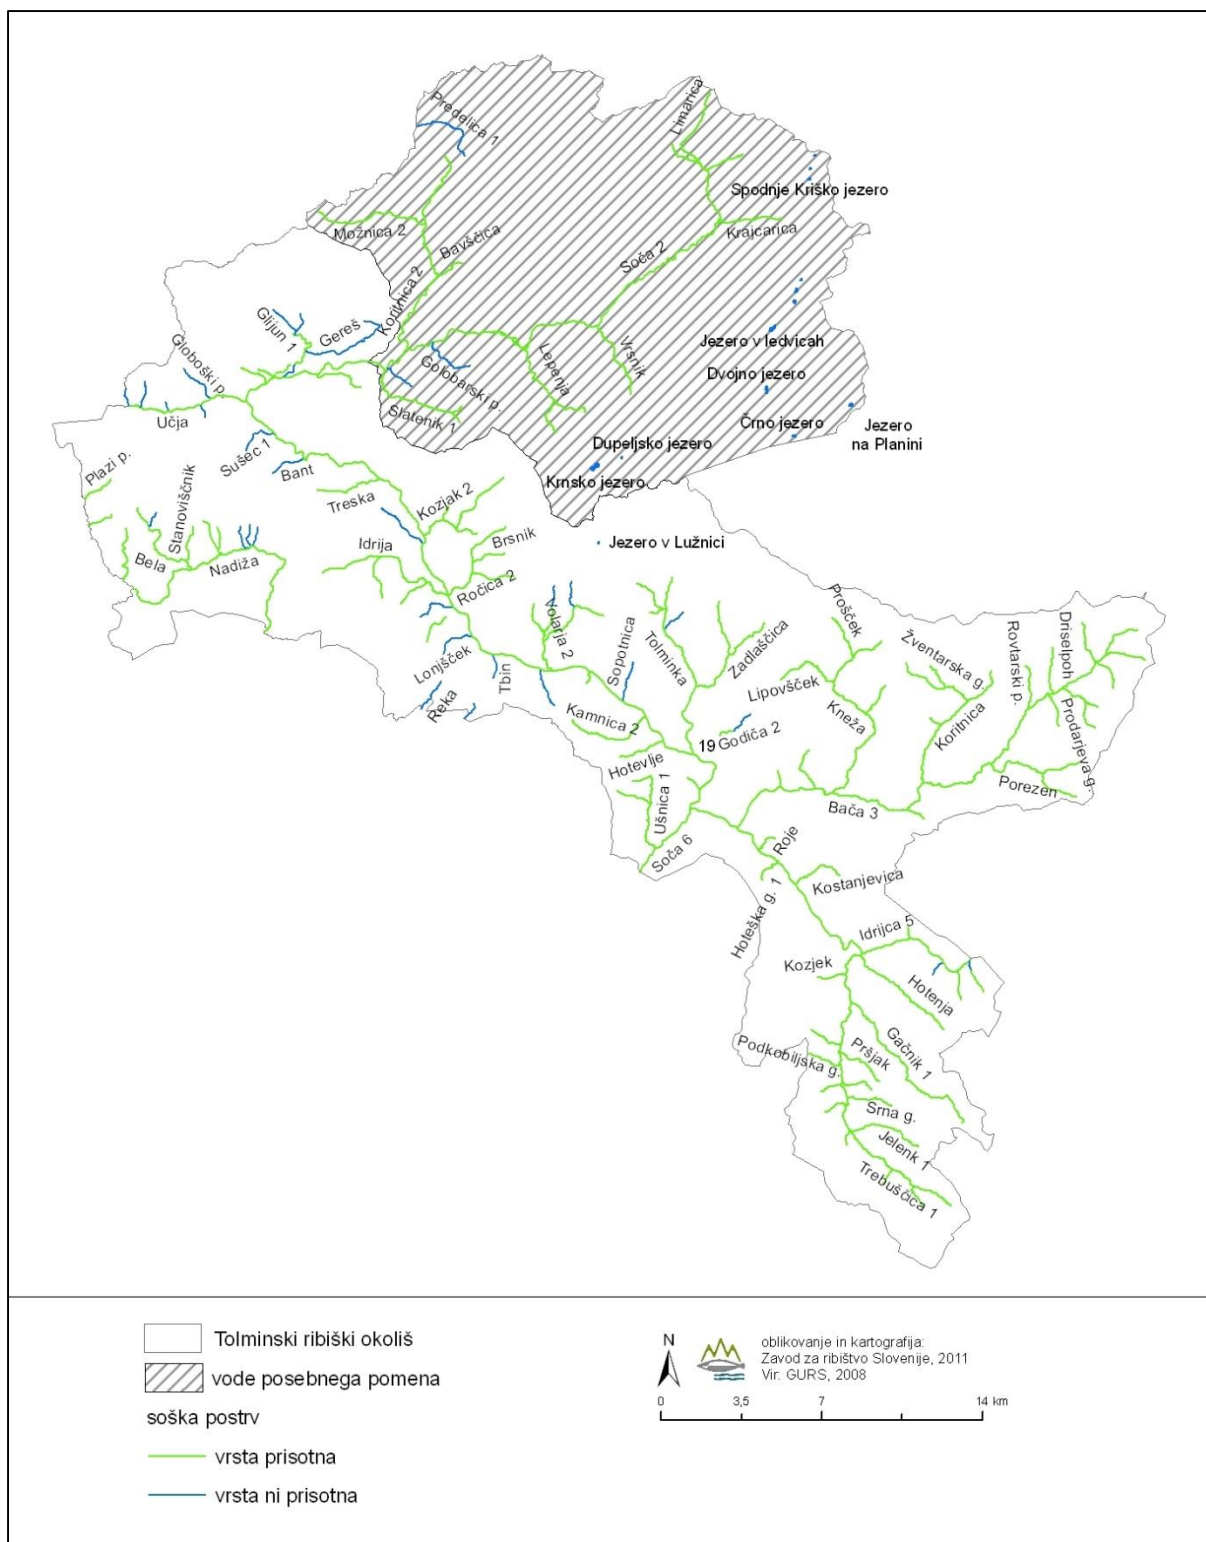 Predelica 1
Limarica
Spodnje Kriško jezero
Možnica 2
Bavščica
Krajcarica
Soča 2
Koritnica 2
Glijun 1
Gereš
Jezero v ledvicah
Globoški p.
Vrsnik
Lepenja
Golobarski p.
Dvojno jezero
Učja
Slatenik 1
Črno jezero
Jezero
na Planini
Sušec 1
Dupeljsko jezero
Plazi p.
Bant
Krnsko jezero
Stanoviščnik
Treska
Kozjak 2
Brsnik
Jezero v Lužnici
Idrija
Bela
Nadiža
Ročica 2
Volarja 2
Prošček
Sopotnica
Tolminka
Zadlaščica
Žventarska g.
Rovtarski p.
Driselpoh
Lonjšček
Tbin
Lipovšček
Reka
Kamnica 2
19 Godiča 2
Kneža
Koritnica
Prodarjeva g.
Hotevlje
Porezen
Ušnica 1
Bača 3
Roje
Soča 6
Kostanjevica
Hoteška g. 1
Idrijca 5
Kozjek
Hotenja
Gačnik 1
Podkobiljska g.
Pršjak
Srna g.
Jelenk 1
Trebuščica 1
Tolminski ribiški okoliš
vode posebnega pomena
soška postrv
vrsta prisotna
vrsta ni prisotna
N
oblikovanje in kartografija:
Zavod za ribištvo Slovenije, 2011
Vir: GURS, 2008
0 3,5 7 14 km